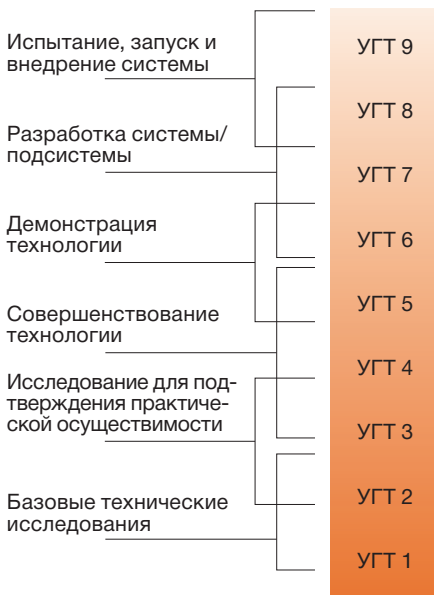 Испытание, запуск и
внедрение системы
Разработка системы/
подсистемы
Демонстрация
технологии
Совершенствование
технологии
Исследование для под-
тверждения практиче-
ской осуществимости
Базовые технические
исследования
УГТ 9
УГТ 8
УГТ 7
УГТ 6
УГТ 5
УГТ 4
УГТ 3
УГТ 2
УГТ 1